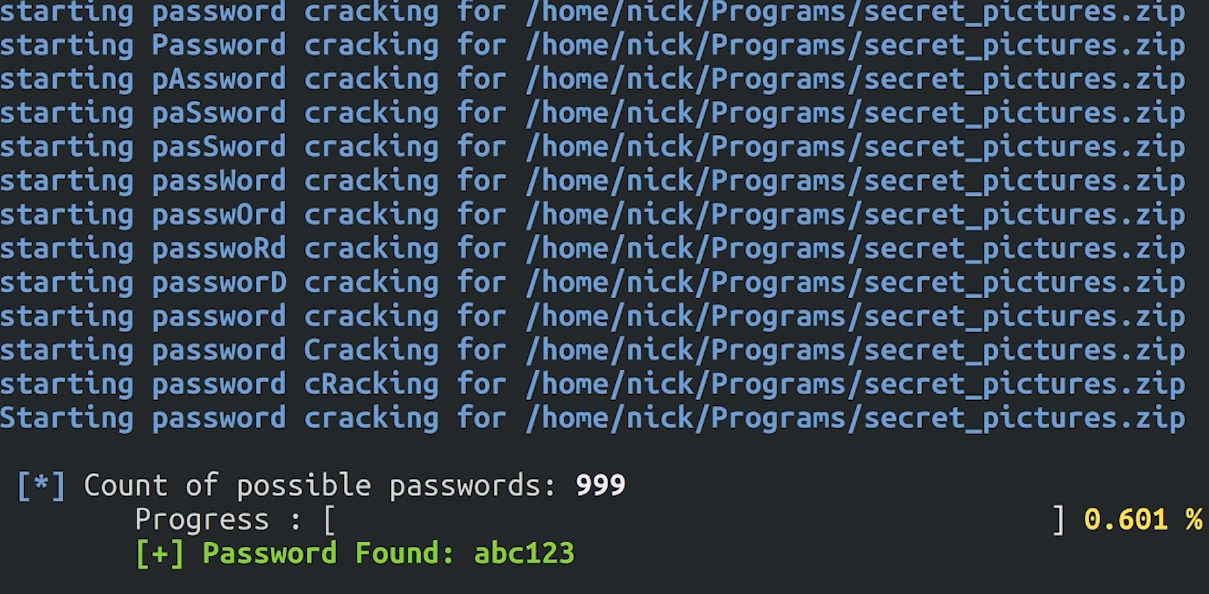 starting password cracking for /home/nick/Programs/secret_pictures.zip
starting Password cracking for /home/nick/Programs/secret_pictures.zip
starting pAssword cracking for /home/nick/Programs/secret_pictures.zip
starting paSsword cracking for /home/nick/Programs/secret_pictures.zip
starting pasSword cracking for /home/nick/Programs/secret_pictures.zip
starting passWord cracking for /home/nick/Programs/secret_pictures.zip
starting passwOrd cracking for /home/nick/Programs/secret_pictures.zip
starting passwoRd cracking for /home/nick/Programs/secret_pictures.zip
starting passworD cracking for /home/nick/Programs/secret_pictures.zip
starting password cracking for /home/nick/Programs/secret_pictures.zip
starting password Cracking for /home/nick/Programs/secret_pictures.zip
starting password cRacking for /home/nick/Programs/secret_pictures.zip
Starting password cracking for /home/nick/Programs/secret_pictures.zip
[*] Count of possible passwords: 999
Progress : [ ] 0.601 %
[+] Password Found: abc123